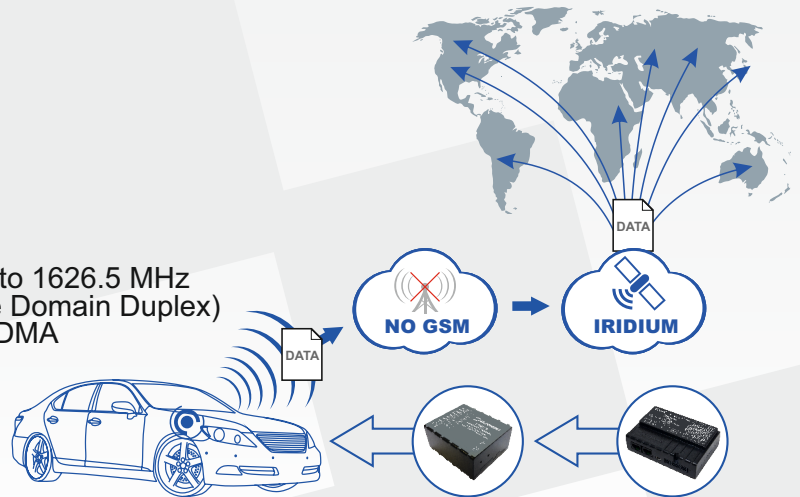 to 1626.5 MHz
Domain Duplex)
DMA
DATA
NO GSM
IRIDIUM
DATA